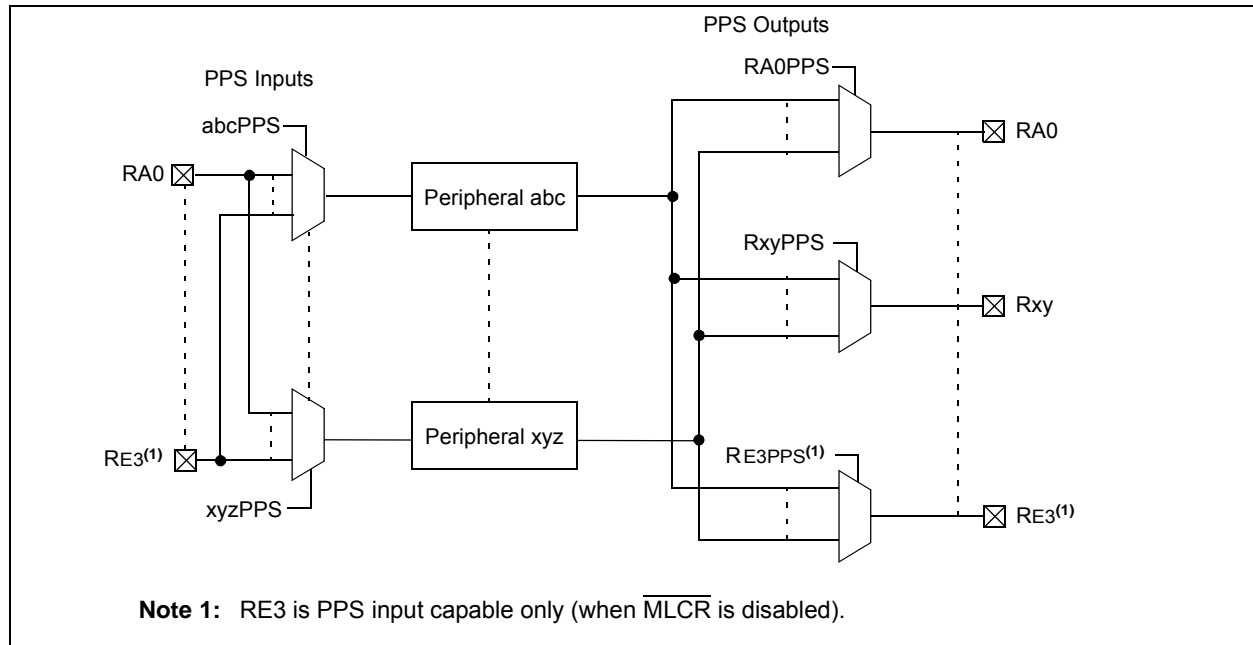 PPS Outputs
RA0PPS
PPS Inputs
abcPPS
RA0
Peripheral abc
RA0
RxyPPS
Rxy
Peripheral xyz
RE3(1)
RE3PPS(1)
xyzPPS
RE3(1)
Note 1: RE3 is PPS input capable only (when MLCR is disabled).